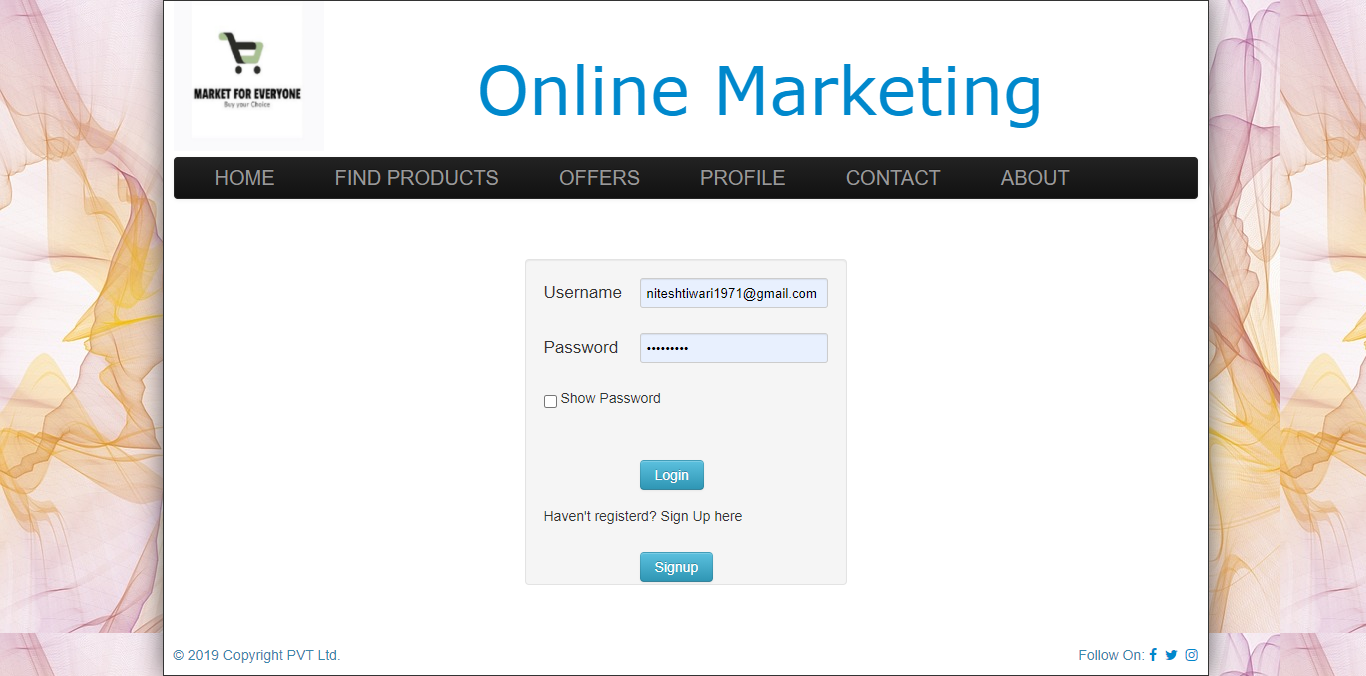 MARKET FOR EVERYONE
Buy your Choice
Online Marketing
HOME FIND PRODUCTS OFFERS PROFILE CONTACT ABOUT
Username niteshtiwari1971@gmail.com
Password •••••••••
Show Password
Login
Haven't registerd? Sign Up here
Signup
© 2019 Copyright PVT Ltd. Follow On: